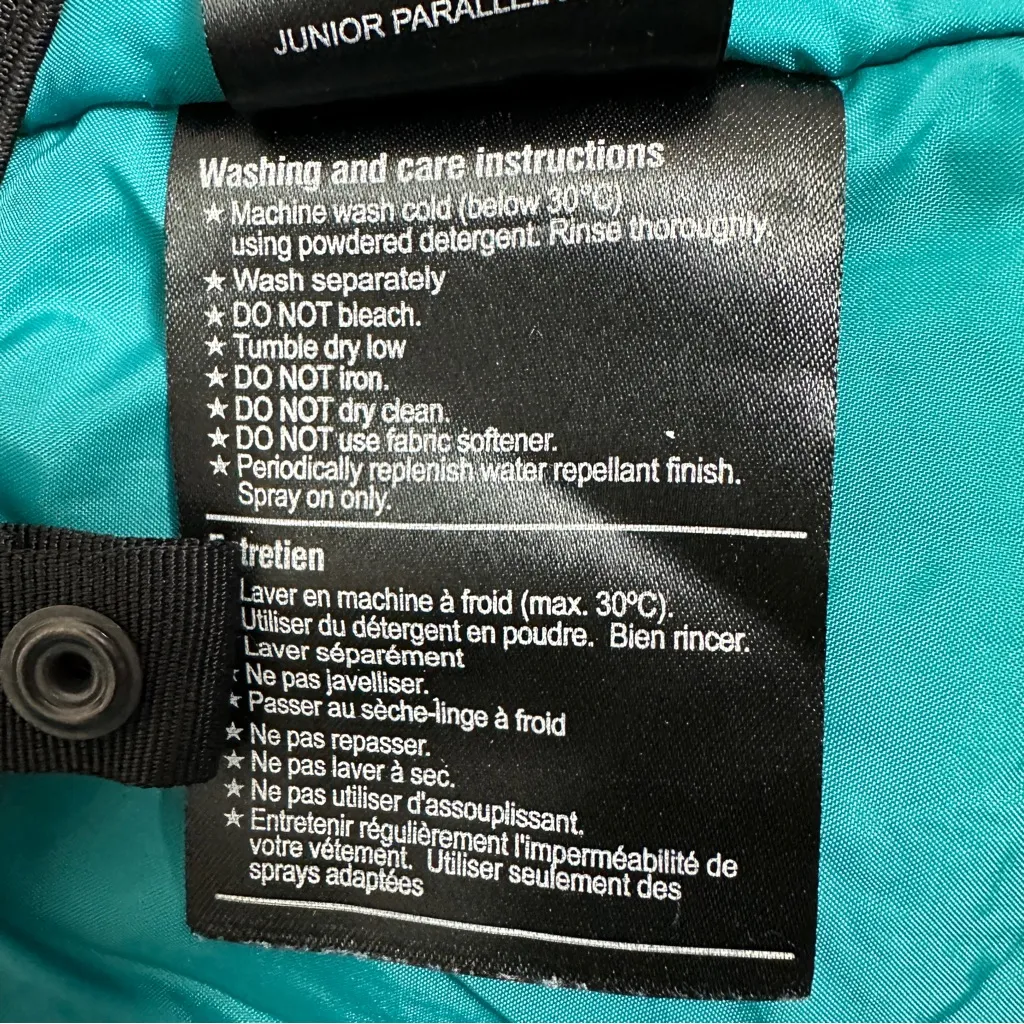 JUNIOR
Washing and care instructions
★ Machine wash cold (below 30°C)
using powdered detergent. Rinse thoroughly.
★ Wash separately
★ DO NOT bleach.
★ Tumble dry low
★ DO NOT iron.
★ DO NOT dry clean.
★ DO NOT use fabric softener.
★ Periodically replenish water repellant finish.
Spray on only.
tretien
Laver en machine à froid (max. 30ºC).
Utiliser du détergent en poudre. Bien rincer.
Laver séparément
★ Ne pas javelliser.
★ Passer au sèche-linge à froid
★ Ne pas repasser.
★ Ne pas laver à sec.
★ Ne pas utiliser d'assouplissant.
★ Entretenir régulièrement l'imperméabilité de
votre vétement. Utiliser seulement des
sprays adaptées